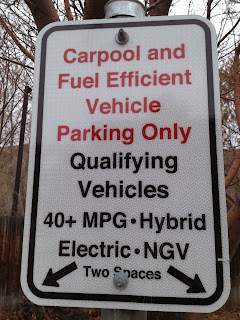 Carpool and
Fuel Efficient
Vehicle
Parking Only
Qualifying
Vehicles
40+ MPG•Hybrid
Electric•NGV
Two Spaces